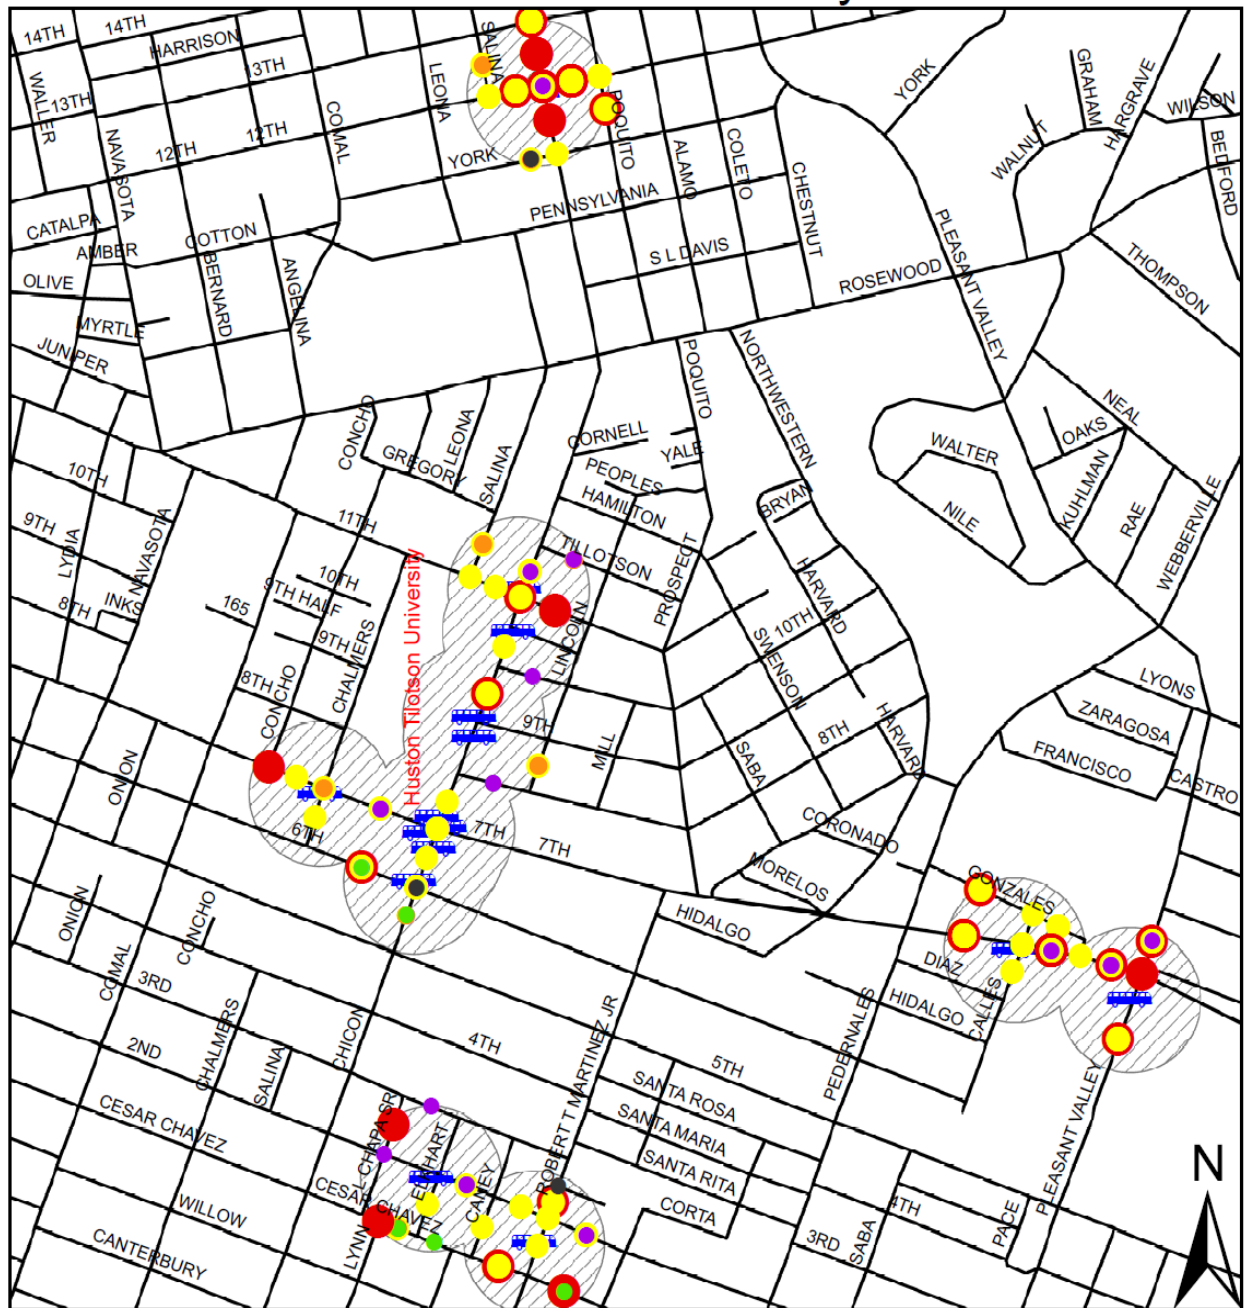 14TH
14TH
HARRISON
13TH
SALINA
WALLER
13TH
LEONA
COMAL
12TH
12TH
NAVASOTA
YORK
POQUITO
ALAMO
COLETO
CHESTNUT
YORK
GRAHAM
HARGRAVE
WILSON
WALNUT
BEDFORD
PENNSYLVANIA
CATALPA
AMBER
COTTON
OLIVE
BERNARD
ANGELINA
S L DAVIS
ROSEWOOD
PLEASANT VALLEY
THOMPSON
MYRTLE
JUNIPER
POQUITO
NORTHWESTERN
NEAL
CONCHO
LEONA
GREGORY
SALINA
CORNELL
YALE
PEOPLES
HAMILTON
BRYAN
WALTER
OAKS
KUHLMAN
NILE
RAE
WEBBERVILLE
10TH
9TH
LYDIA
NAVASOTA
11TH
TILLOTSON
PROSPECT
HARVARD
8TH
INKS
165
10TH
9TH HALF
9TH
CHALMERS
Huston Tilotson University
LINCOLN
10TH
SWENSON
8TH
CONCHO
LYONS
ZARAGOSA
FRANCISCO
CASTRO
ONION
9TH
MILL
SABA
8TH
HARVARD
6TH
7TH
7TH
CORONADO
MORELOS
GONZALES
ONION
CONCHO
HIDALGO
DIAZ
HIDALGO
CALLES
COMAL
3RD
CHALMERS
2ND
SALINA
CHICON
4TH
ROBERT T MARTINEZ JR
5TH
PEDERNALES
SANTA ROSA
SANTA MARIA
SANTA RITA
PLEASANT VALLEY
CESAR CHAVEZ
L CHAPA SR
ELKHART
CANEY
N
WILLOW
CESAR CHAVEZ
CORTA
4TH
PACE
CANTERBURY
LYNN
3RD
SABA